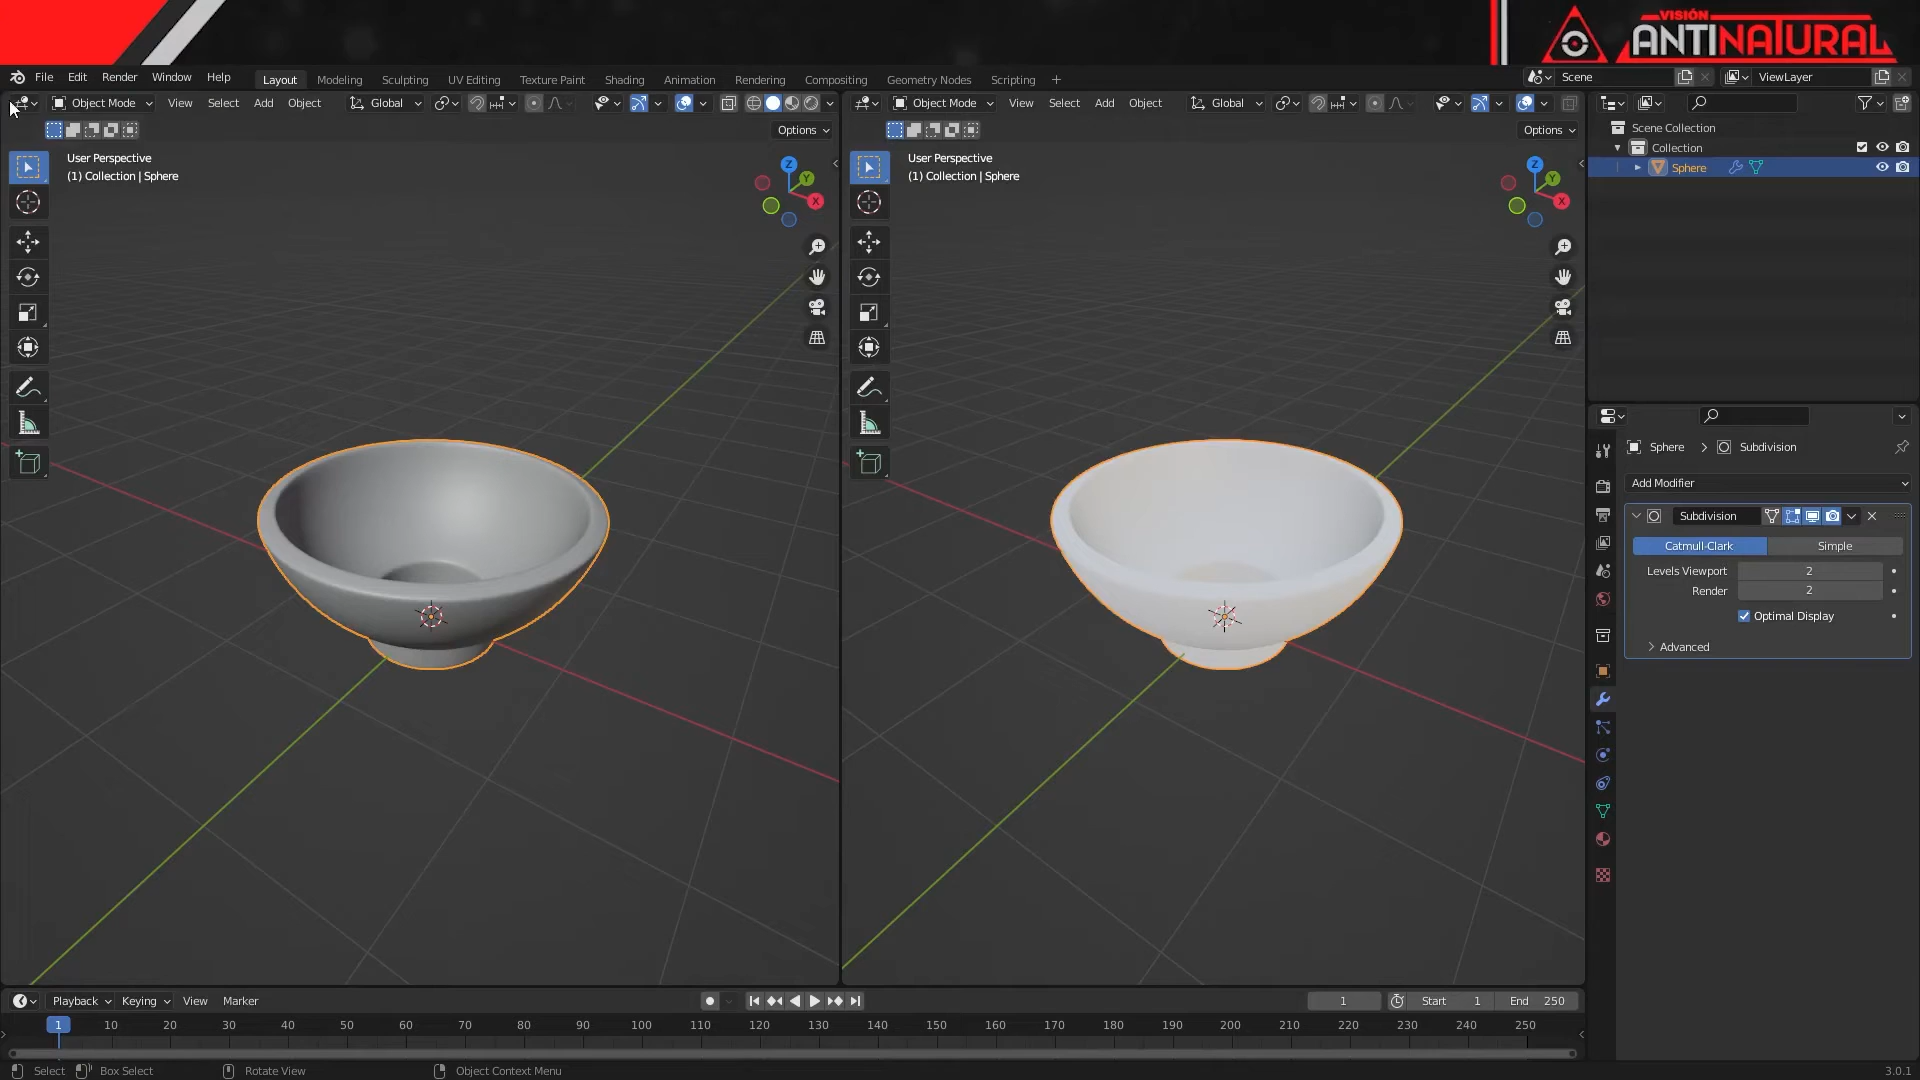 VISIÓN
ANTINATURAL
File Edit Render Window Help Layout Modeling Sculpting UV Editing Texture Paint Shading Animation Rendering Compositing Geometry Nodes Scripting + Scene ViewLayer
Object Mode View Select Add Object Global Object Mode View Select Add Object Global
Options Options
User Perspective
(1) Collection | Sphere
User Perspective
(1) Collection | Sphere
Z
Y
X
Z
Y
X
Scene Collection
Collection
Sphere
Sphere > Subdivision
Add Modifier
Subdivision
Catmull-Clark Simple
Levels Viewport 2
Render 2
Optimal Display
Advanced
Playback Keying View Marker 1 Start 1 End 250
1 10 20 30 40 50 60 70 80 90 100 110 120 130 140 150 160 170 180 190 200 210 220 230 240 250
Select Box Select Rotate View Object Context Menu 3.0.1